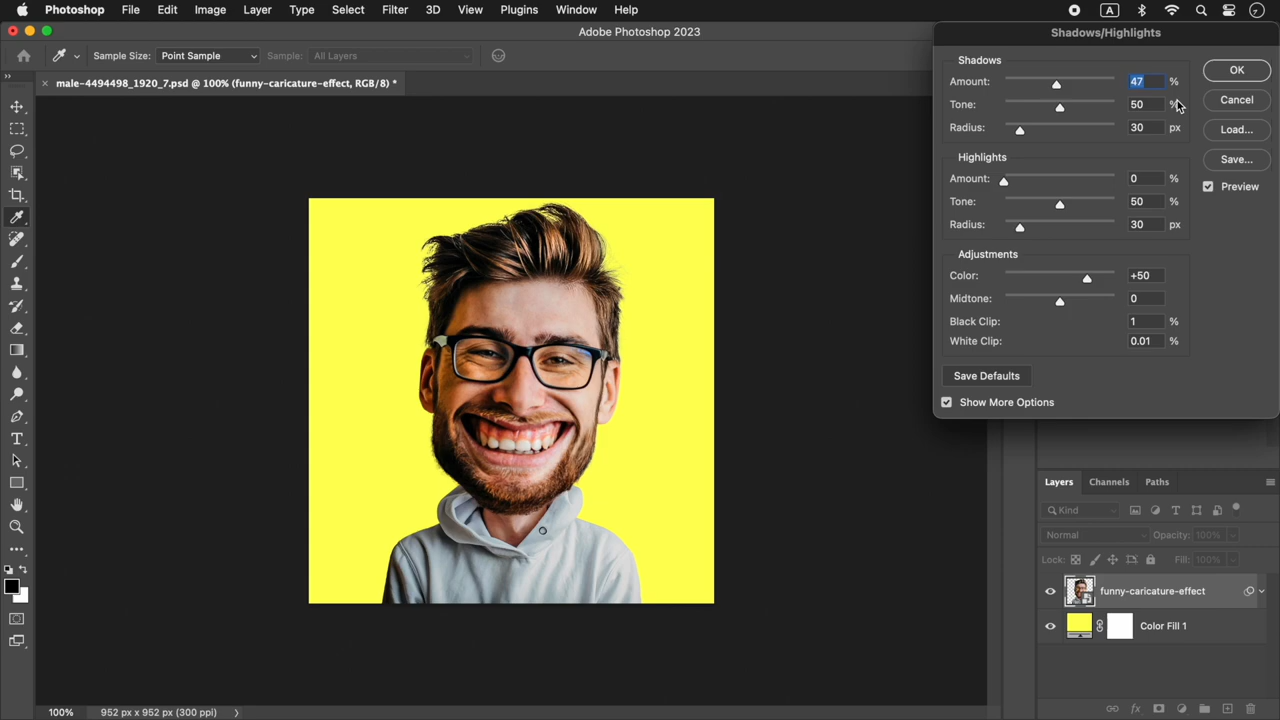 Photoshop File Edit Image Layer Type Select Filter 3D View Plugins Window Help A
Adobe Photoshop 2023
Sample Size: Point Sample Sample: All Layers
male-4494498_1920_7.psd @ 100% (funny-caricature-effect, RGB/8) *
Shadows/Highlights
Shadows
Amount: 47 %
Tone: 50 %
Radius: 30 px
Highlights
Amount: 0 %
Tone: 50 %
Radius: 30 px
Adjustments
Color: +50
Midtone: 0
Black Clip: 1 %
White Clip: 0.01 %
Save Defaults
Show More Options
OK
Cancel
Load...
Save...
Preview
Layers Channels Paths
Kind
Normal Opacity: 100%
Lock: Fill: 100%
funny-caricature-effect
Color Fill 1
100% 952 px x 952 px (300 ppi)